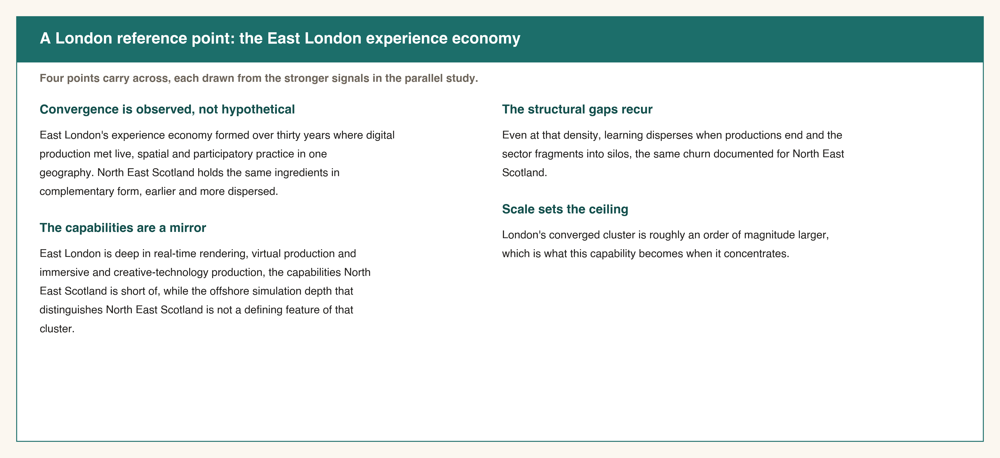 A London reference point: the East London experience economy
Four points carry across, each drawn from the stronger signals in the parallel study.
Convergence is observed, not hypothetical
East London's experience economy formed over thirty years where digital
production met live, spatial and participatory practice in one
geography. North East Scotland holds the same ingredients in
complementary form, earlier and more dispersed.
The capabilities are a mirror
East London is deep in real-time rendering, virtual production and
immersive and creative-technology production, the capabilities North
East Scotland is short of, while the offshore simulation depth that
distinguishes North East Scotland is not a defining feature of that
cluster.
The structural gaps recur
Even at that density, learning disperses when productions end and the
sector fragments into silos, the same churn documented for North East
Scotland.
Scale sets the ceiling
London's converged cluster is roughly an order of magnitude larger,
which is what this capability becomes when it concentrates.